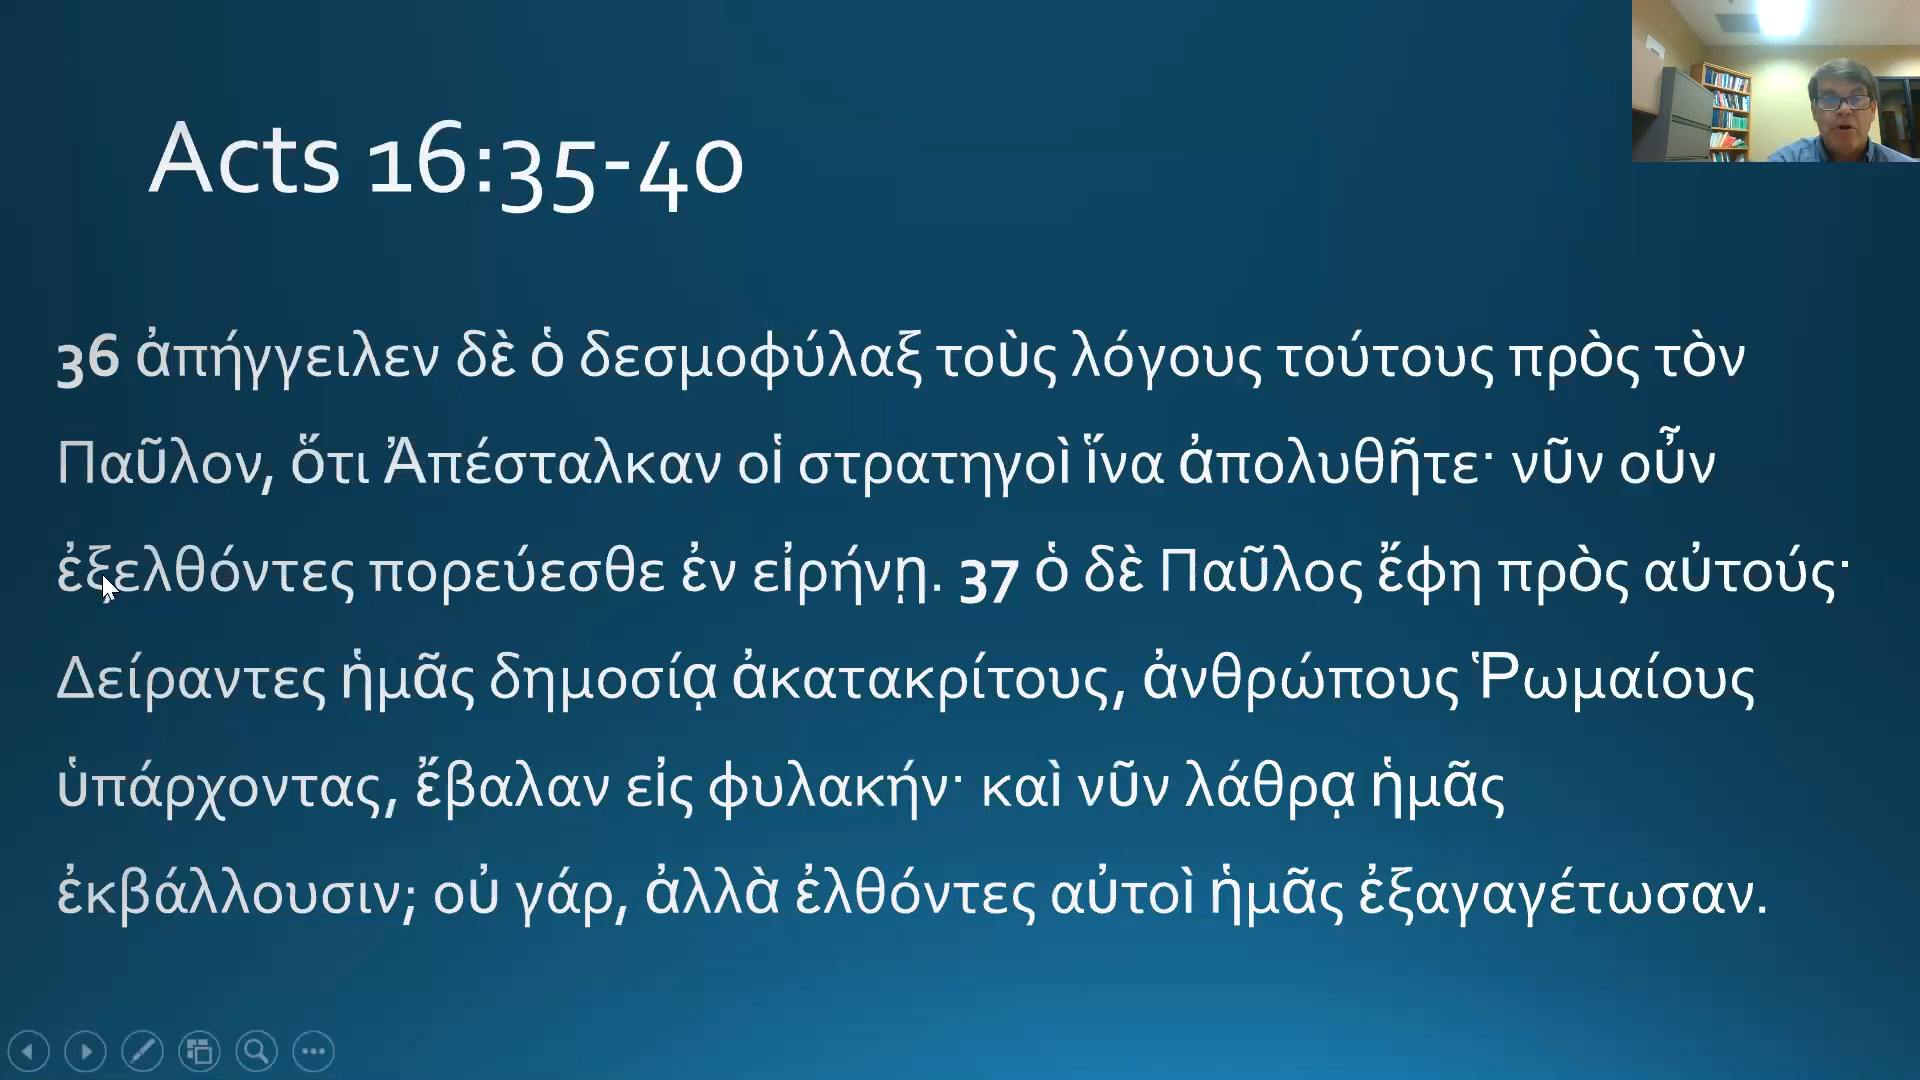 Acts 16:35-40
36 ἀπήγγειλεν δὲ ὁ δεσμοφύλαξ τοὺς λόγους τούτους πρὸς τὸν
Παῦλον, ὅτι Ἀπέσταλκαν οἱ στρατηγοὶ ἵνα ἀπολυθῆτε· νῦν οὖν
ἐξελθόντες πορεύεσθε ἐν εἰρήνῃ. 37 ὁ δὲ Παῦλος ἔφη πρὸς αὐτούς·
Δείραντες ἡμᾶς δημοσίᾳ ἀκατακρίτους, ἀνθρώπους Ῥωμαίους
ὑπάρχοντας, ἔβαλαν εἰς φυλακήν· καὶ νῦν λάθρᾳ ἡμᾶς
ἐκβάλλουσιν; οὐ γάρ, ἀλλὰ ἐλθόντες αὐτοὶ ἡμᾶς ἐξαγαγέτωσαν.